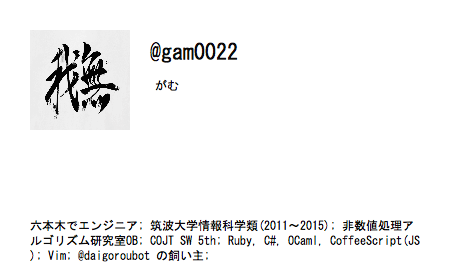 我無
@gam0022
がむ
六本木でエンジニア; 筑波大学情報科学類(2011～2015); 非数値処理ア
ルゴリズム研究室OB; COJT SW 5th; Ruby, C#, OCaml, CoffeeScript(JS
); Vim; @daigoroubot の飼い主;